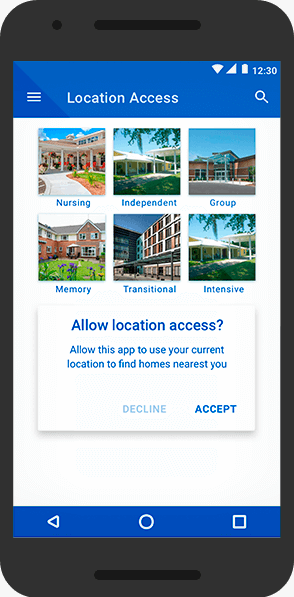 12:30
Location Access
Nursing Independent Group
Memory Transitional Intensive
Allow location access?
Allow this app to use your current
location to find homes nearest you
DECLINE ACCEPT